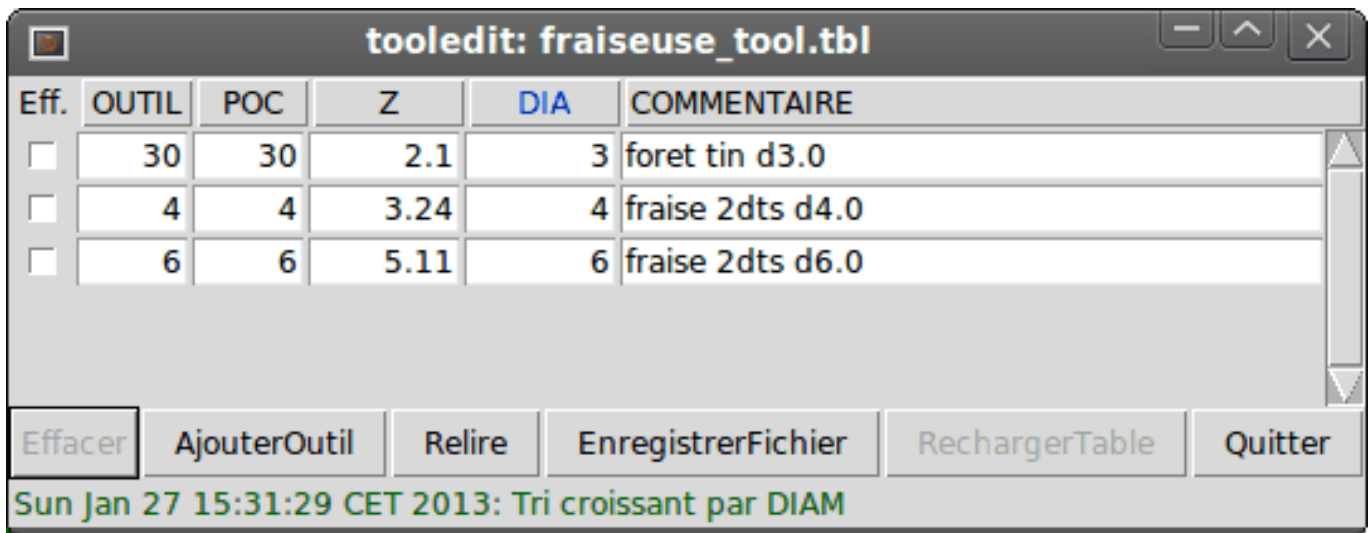 tooledit: fraiseuse_tool.tbl
Eff. OUTIL POC Z DIA COMMENTAIRE
30 30 2.1 3 foret tin d3.0
4 4 3.24 4 fraise 2dts d4.0
6 6 5.11 6 fraise 2dts d6.0
Effacer AjouterOutil Relire EnregistrerFichier RechargerTable Quitter
Sun Jan 27 15:31:29 CET 2013: Tri croissant par DIAM